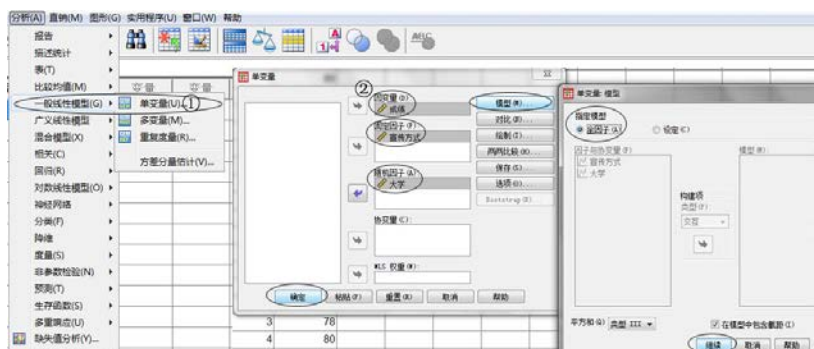 分析(A) 直销(M) 图形(G) 实用程序(U) 窗口(W) 帮助
报告
描述统计
表(T)
比较均值(M)
一般线性模型(G)
广义线性模型
混合模型(X)
相关(C)
回归(R)
对数线性模型(O)
神经网络
分类(F)
降维
度量(S)
非参数检验(N)
预测(T)
生存函数(S)
多重响应(U)
缺失值分析(Y)...
单变量(U)... ①
多变量(M)...
重复度量(R)...
方差分量估计(V)...
变量 变量
3 78
4 80
单变量
②
因变量(D)
成绩
固定因子(F)
宣传方式
随机因子(A)
大学
协变量(C):
WLS 权重(W):
模型(M)...
对比(N)...
绘制(T)...
两两比较(H)...
保存(S)...
选项(O)...
Bootstrap(B)...
确定 粘贴(P) 重置(R) 取消 帮助
单变量: 模型
指定模型
全因子(A) 设定(C)
因子与协变量(F)
宣传方式
大学
模型(M):
构建项
类型(P)
交互
平方和(Q) 类型 III 在模型中包含截距(I)
继续 取消 帮助